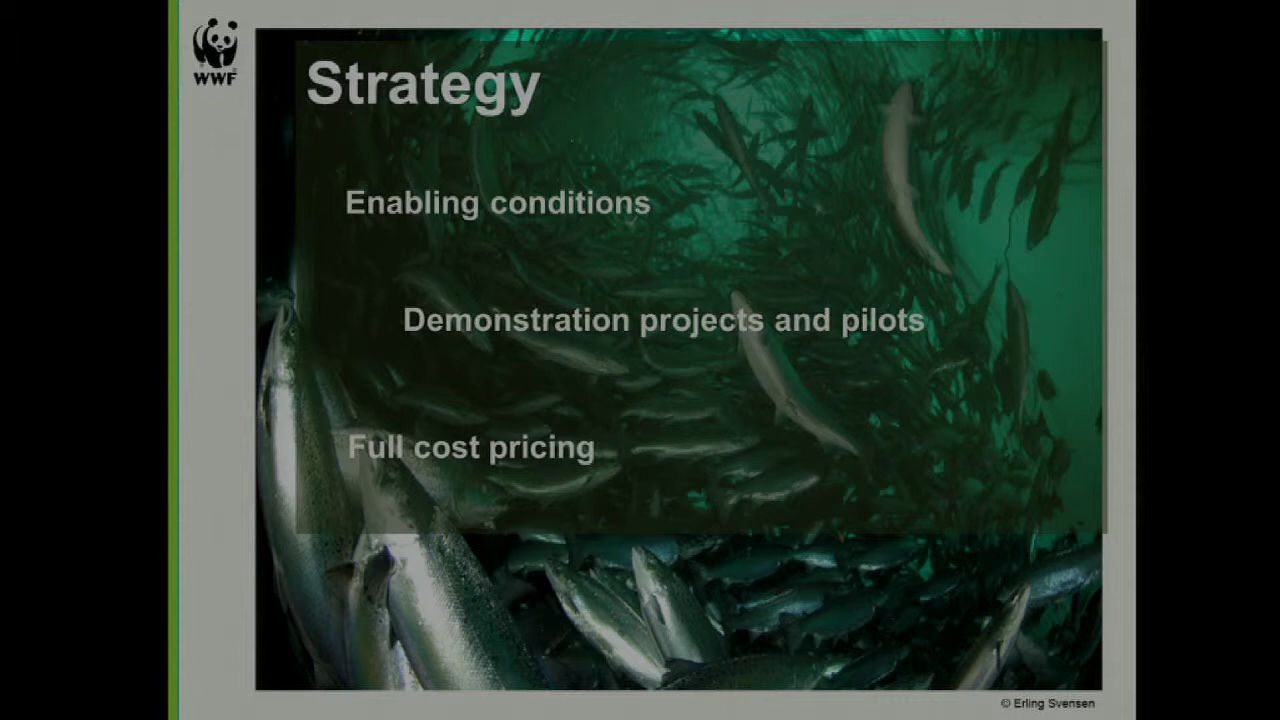 WWF
Strategy
Enabling conditions
Demonstration projects and pilots
Full cost pricing
© Erling Svensen